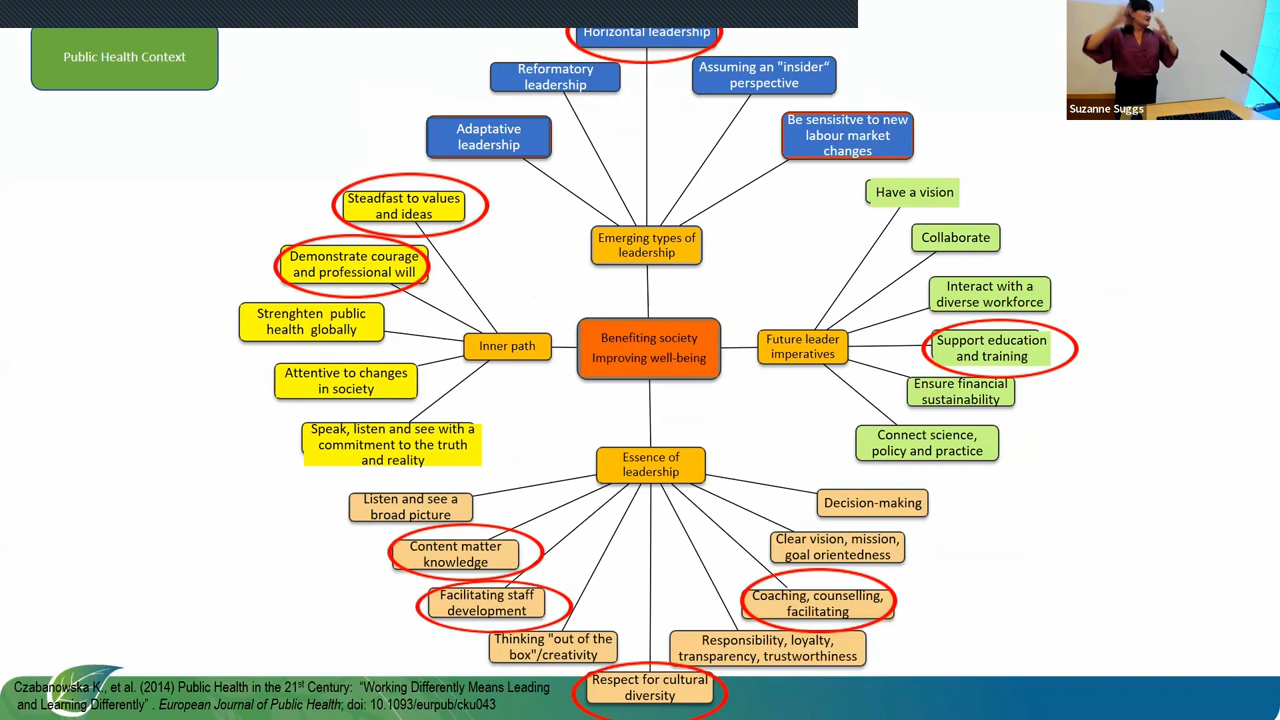 Public Health Context
Horizontal leadership
Reformatory
leadership
Assuming an "insider“
perspective
Adaptative
leadership
Be sensisitve to new
labour market
changes
Suzanne Suggs
Steadfast to values
and ideas
Have a vision
Emerging types of
leadership
Collaborate
Demonstrate courage
and professional will
Interact with a
diverse workforce
Strenghten public
health globally
Inner path
Benefiting society
Improving well-being
Future leader
imperatives
Support education
and training
Attentive to changes
in society
Ensure financial
sustainability
Speak, listen and see with a
commitment to the truth
and reality
Connect science,
policy and practice
Essence of
leadership
Listen and see a
broad picture
Decision-making
Content matter
knowledge
Clear vision, mission,
goal orientedness
Facilitating staff
development
Coaching, counselling,
facilitating
Thinking "out of the
box"/creativity
Responsibility, loyalty,
transparency, trustworthiness
Respect for cultural
diversity
Czabanowska K., et al. (2014) Public Health in the 21st Century: “Working Differently Means Leading
and Learning Differently” . European Journal of Public Health; doi: 10.1093/eurpub/cku043